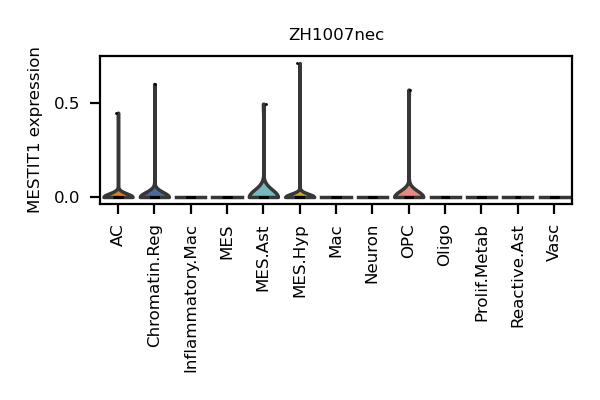 ZH1007nec
MESTIT1 expression
0.5
0.0
AC
Chromatin.Reg
Inflammatory.Mac
MES
MES.Ast
MES.Hyp
Mac
Neuron
OPC
Oligo
Prolif.Metab
Reactive.Ast
Vasc